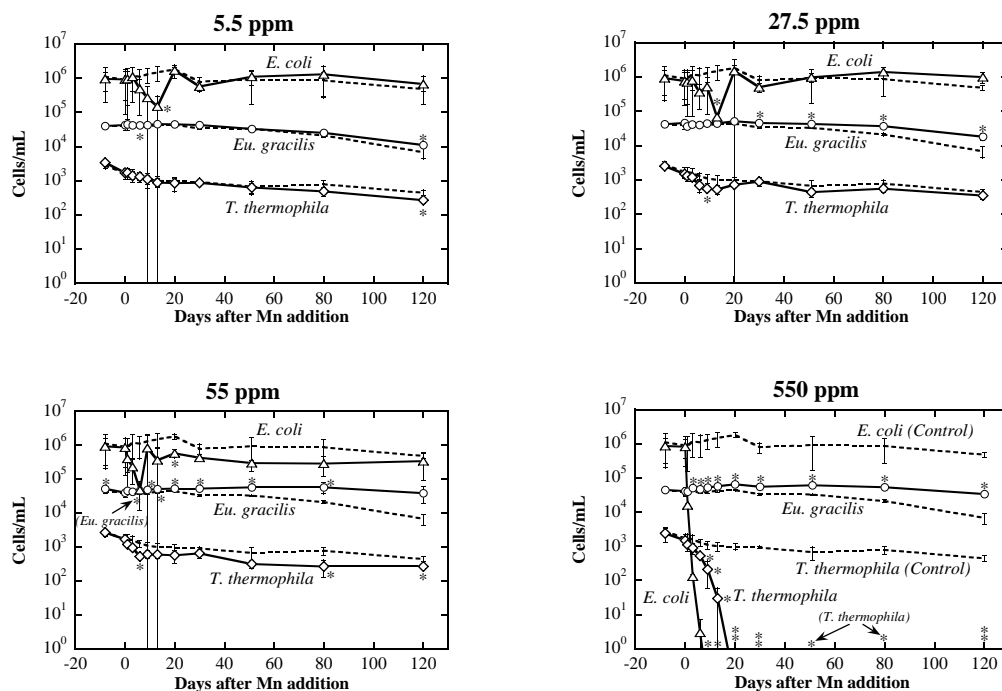 5.5 ppm
10^7
10^6
10^5
10^4
10^3
10^2
10^1
10^0
Cells/mL
E. coli
*
*
*
Eu. gracilis
T. thermophila
*
-20 0 20 40 60 80 100 120
Days after Mn addition
27.5 ppm
10^7
10^6
10^5
10^4
10^3
10^2
10^1
10^0
Cells/mL
E. coli
*
* * * *
Eu. gracilis
*
T. thermophila
-20 0 20 40 60 80 100 120
Days after Mn addition
55 ppm
10^7
10^6
10^5
10^4
10^3
10^2
10^1
10^0
Cells/mL
E. coli
*
* * * * * * * *
(Eu. gracilis)
Eu. gracilis
*
T. thermophila
* *
-20 0 20 40 60 80 100 120
Days after Mn addition
550 ppm
10^7
10^6
10^5
10^4
10^3
10^2
10^1
10^0
Cells/mL
E. coli (Control)
* * * * * * * * *
Eu. gracilis
* *
T. thermophila (Control)
E. coli
*
T. thermophila
(T. thermophila)
* * * * * * * * * *
-20 0 20 40 60 80 100 120
Days after Mn addition